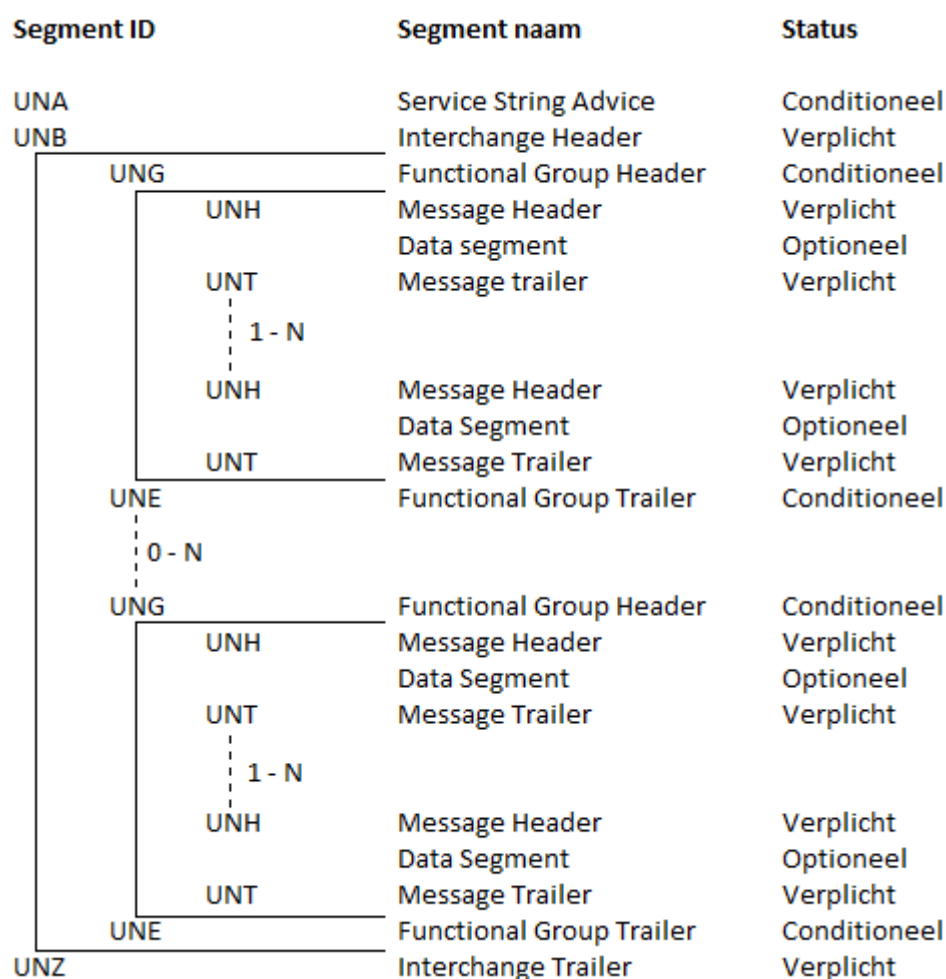 Segment ID Segment naam Status
UNA Service String Advice Conditioneel
UNB Interchange Header Verplicht
UNG Functional Group Header Conditioneel
UNH Message Header Verplicht
Data segment Optioneel
UNT Message trailer Verplicht
1 - N
UNH Message Header Verplicht
Data Segment Optioneel
UNT Message Trailer Verplicht
UNE Functional Group Trailer Conditioneel
0 - N
UNG Functional Group Header Conditioneel
UNH Message Header Verplicht
Data Segment Optioneel
UNT Message Trailer Verplicht
1 - N
UNH Message Header Verplicht
Data Segment Optioneel
UNT Message Trailer Verplicht
UNE Functional Group Trailer Conditioneel
UNZ Interchange Trailer Verplicht